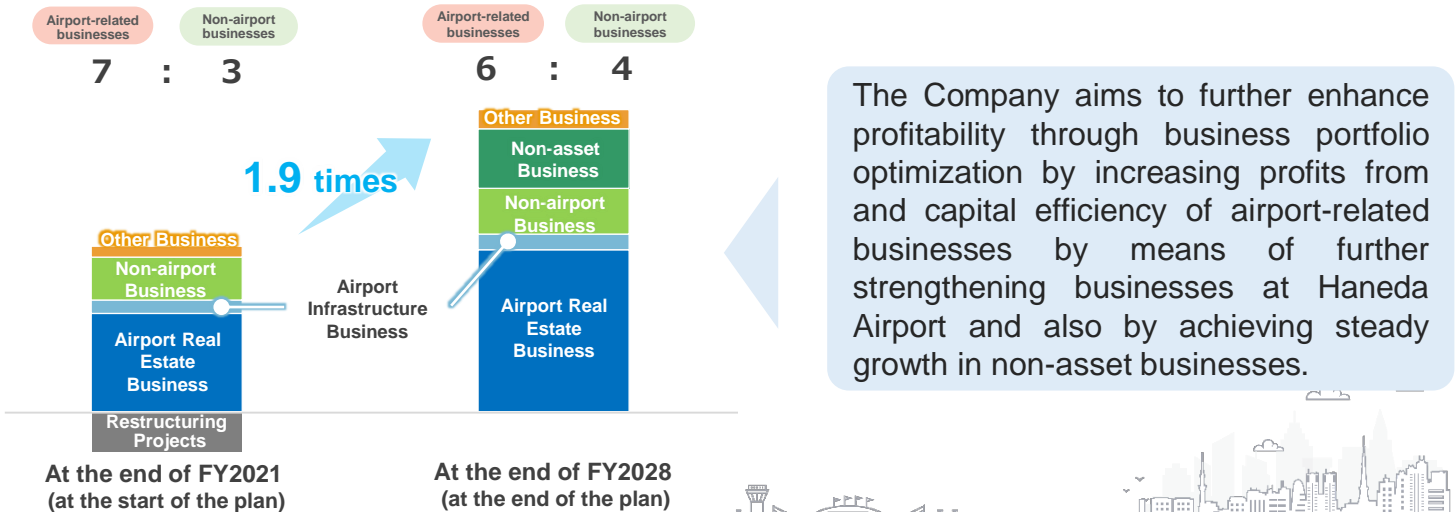 Airport-related
businesses
Non-airport
businesses
7 : 3
Airport-related
businesses
Non-airport
businesses
6 : 4
1.9 times
Other Business
Non-airport
Business
Airport Real
Estate
Business
Restructuring
Projects
At the end of FY2021
(at the start of the plan)
Airport
Infrastructure
Business
Other Business
Non-asset
Business
Non-airport
Business
Airport Real
Estate
Business
At the end of FY2028
(at the end of the plan)
The Company aims to further enhance
profitability through business portfolio
optimization by increasing profits from
and capital efficiency of airport-related
businesses by means of further
strengthening businesses at Haneda
Airport and also by achieving steady
growth in non-asset businesses.